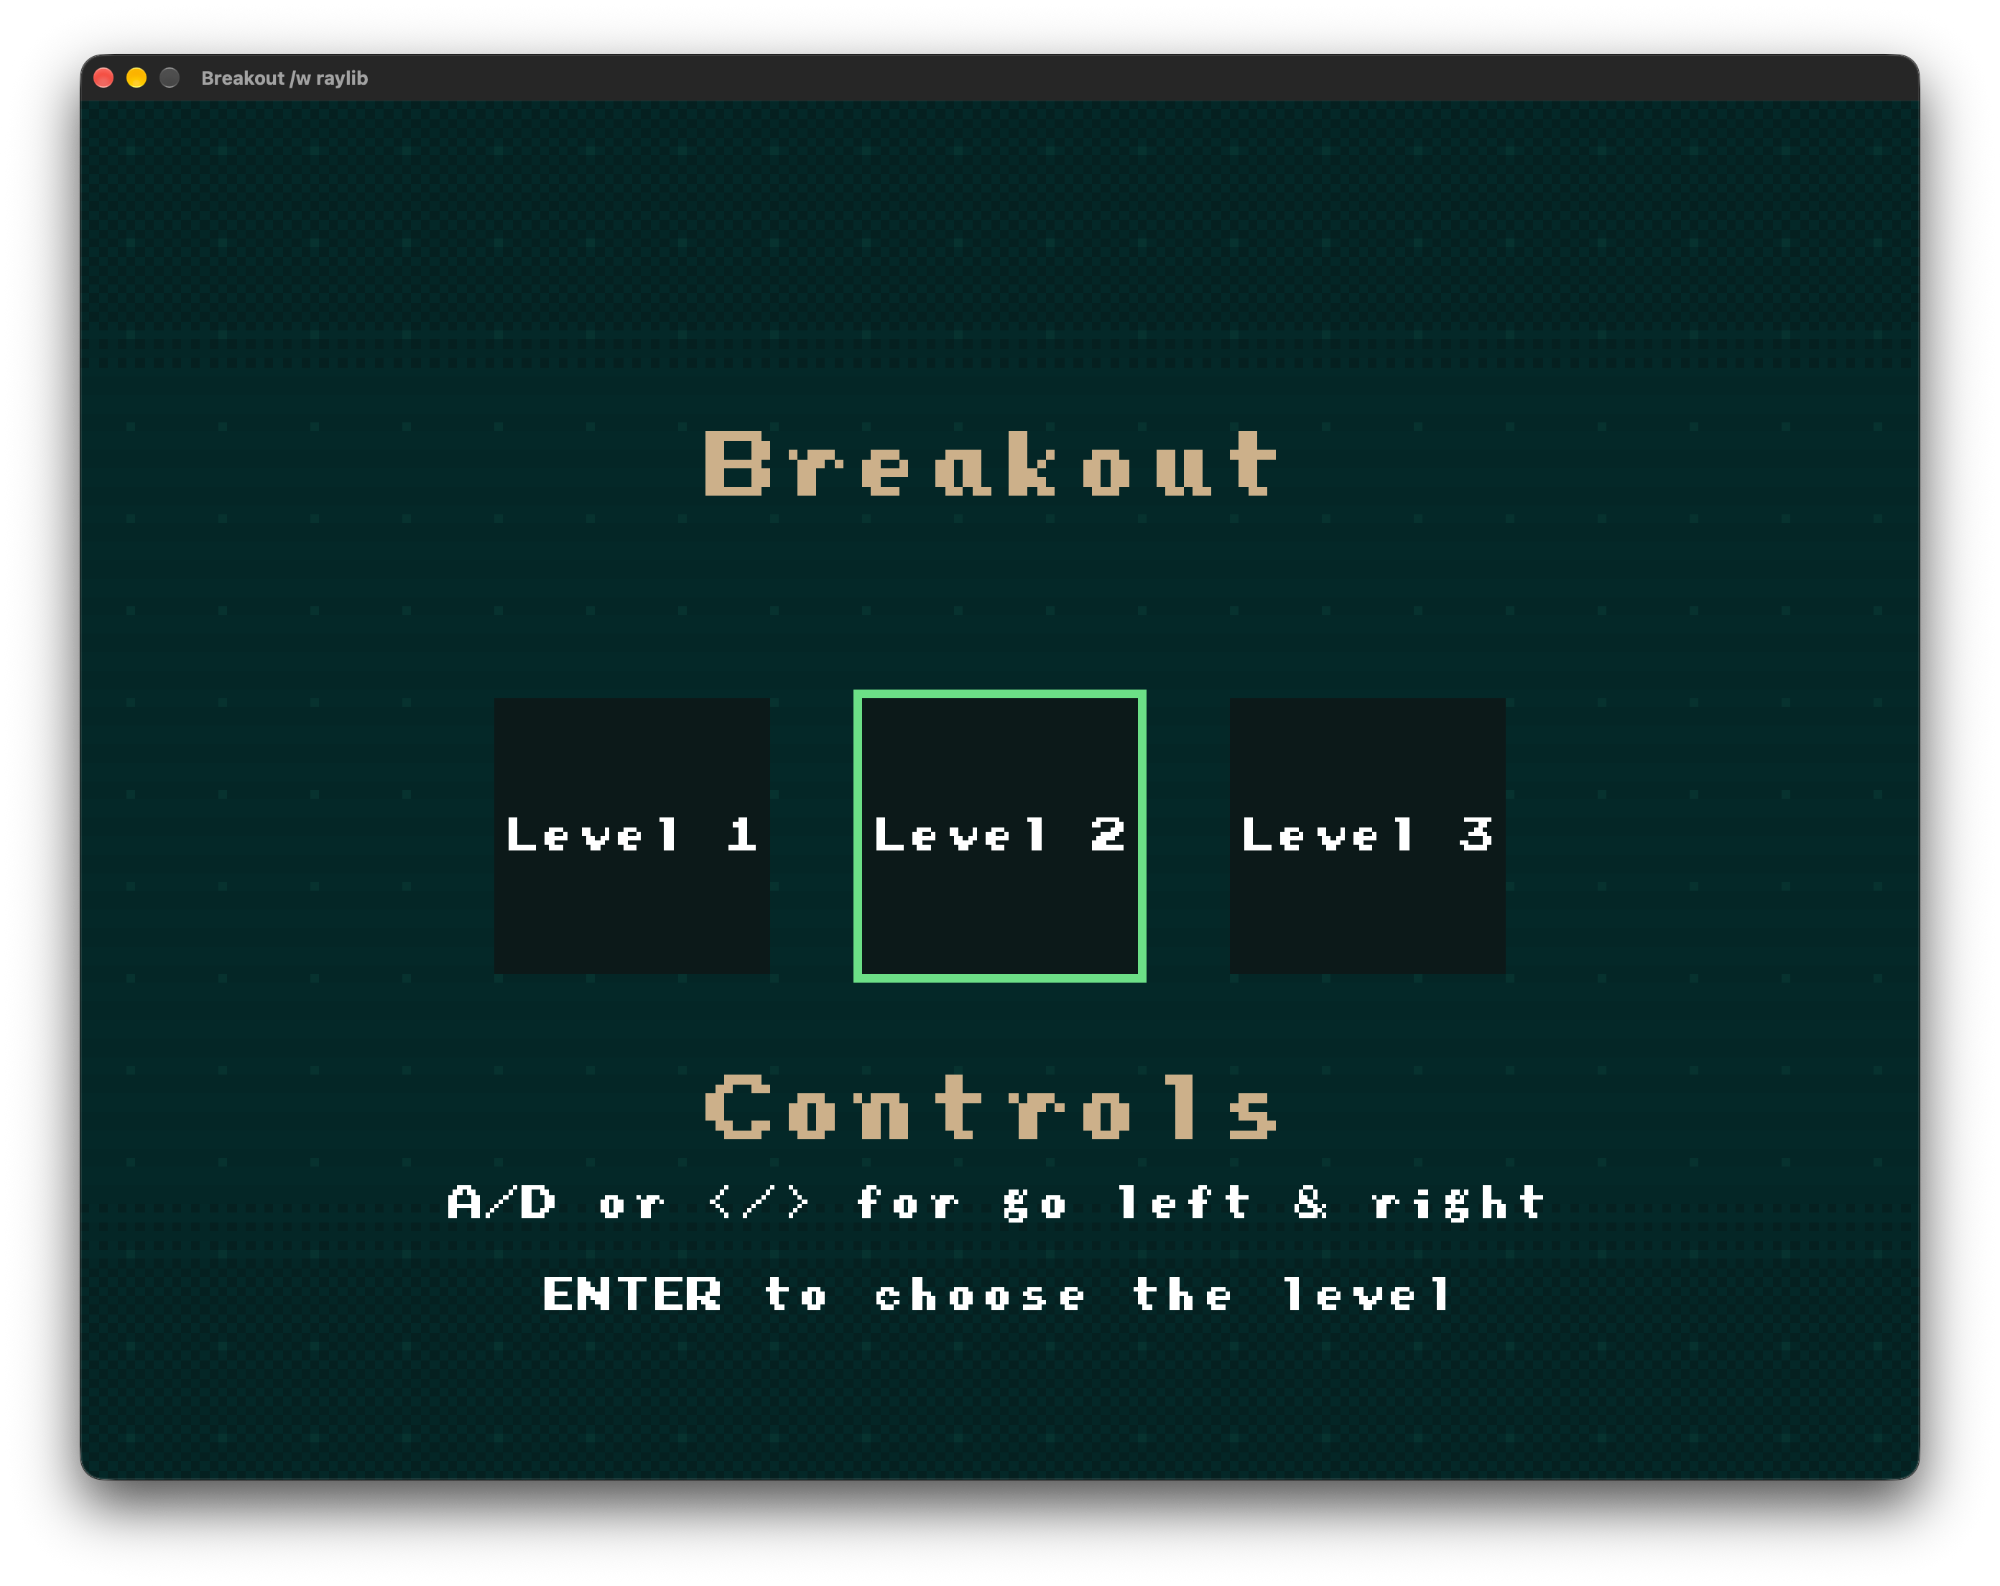 Breakout /w raylib
Breakout
Level 1 Level 2 Level 3
Controls
A/D or </> for go left & right
ENTER to choose the level